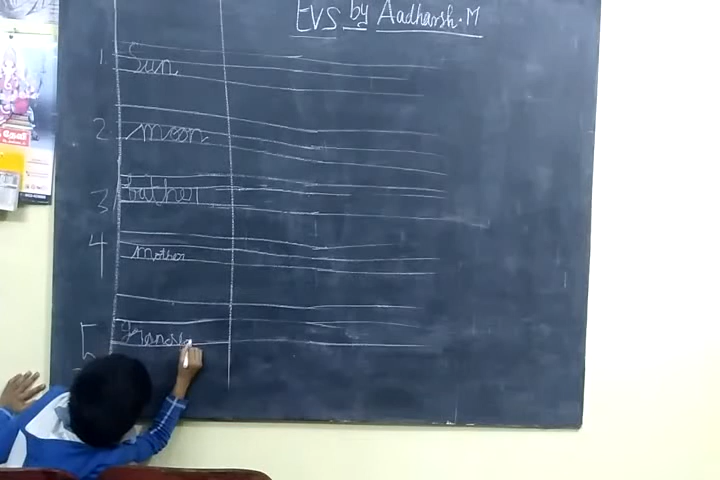 EVS by Aadharsh.M
1. Sun
2. moon
3. father
4 mother
5
தேனி